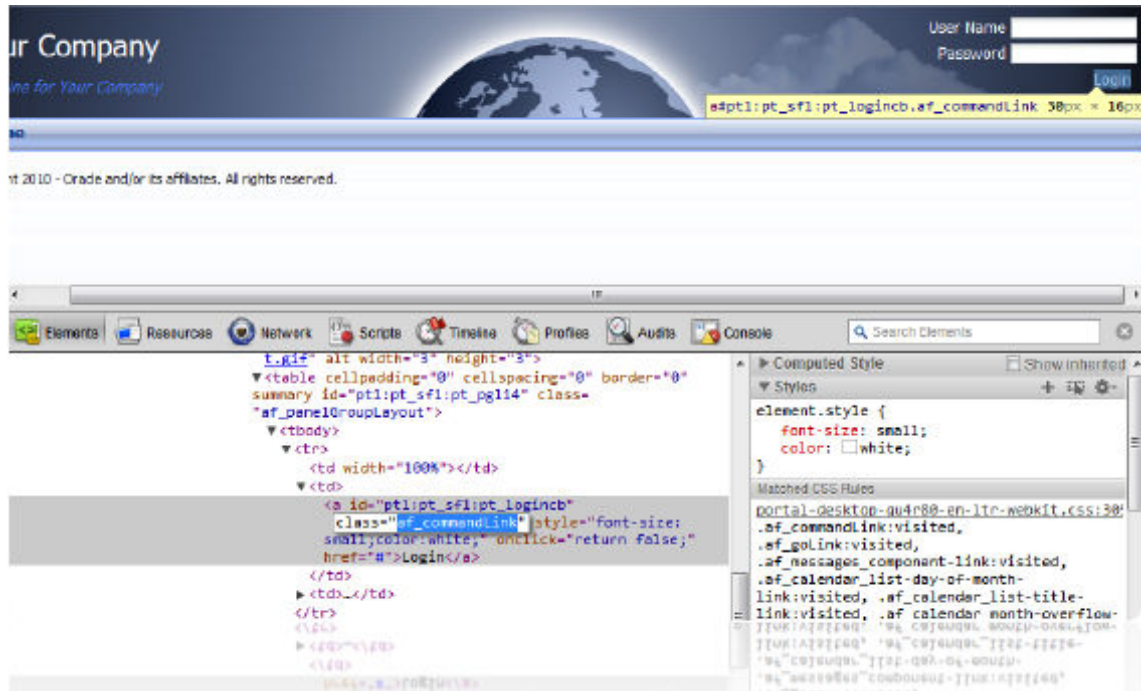 ur Company
User Name
Password
ne for Your Company
Login
a#pt1:pt_sf1:pt_logincb.af_commandLink 30px × 16px
nt 2010 - Oracle and/or its affiliates. All rights reserved.
Elements Resources Network Scripts Timeline Profiles Audits Console Search Elements
t.gif" alt width="3" height="3">
▼<table cellpadding="0" cellspacing="0" border="0"
summary id="pt1:pt_sf1:pt_pgl4" class=
"af_panelGroupLayout">
▼<tbody>
▼<tr>
<td width="100%"></td>
▼<td>
<a id="pt1:pt_sf1:pt_logincb"
class="af_commandLink" style="font-size:
small;color:white;" onclick="return false;"
href="#">Login</a>
</td>
▶<td>…</td>
</tr>
▶ Computed Style Show inherited
▼ Styles
element.style {
font-size: small;
color: white;
}
Matched CSS Rules
portal-desktop-qu4r80-en-ltr-webkit.css:30
.af_commandLink:visited,
.af_goLink:visited,
.af_messages_component-link:visited,
.af_calendar_list-day-of-month-
link:visited, .af_calendar_list-title-
link:visited, .af_calendar_month-overflow-